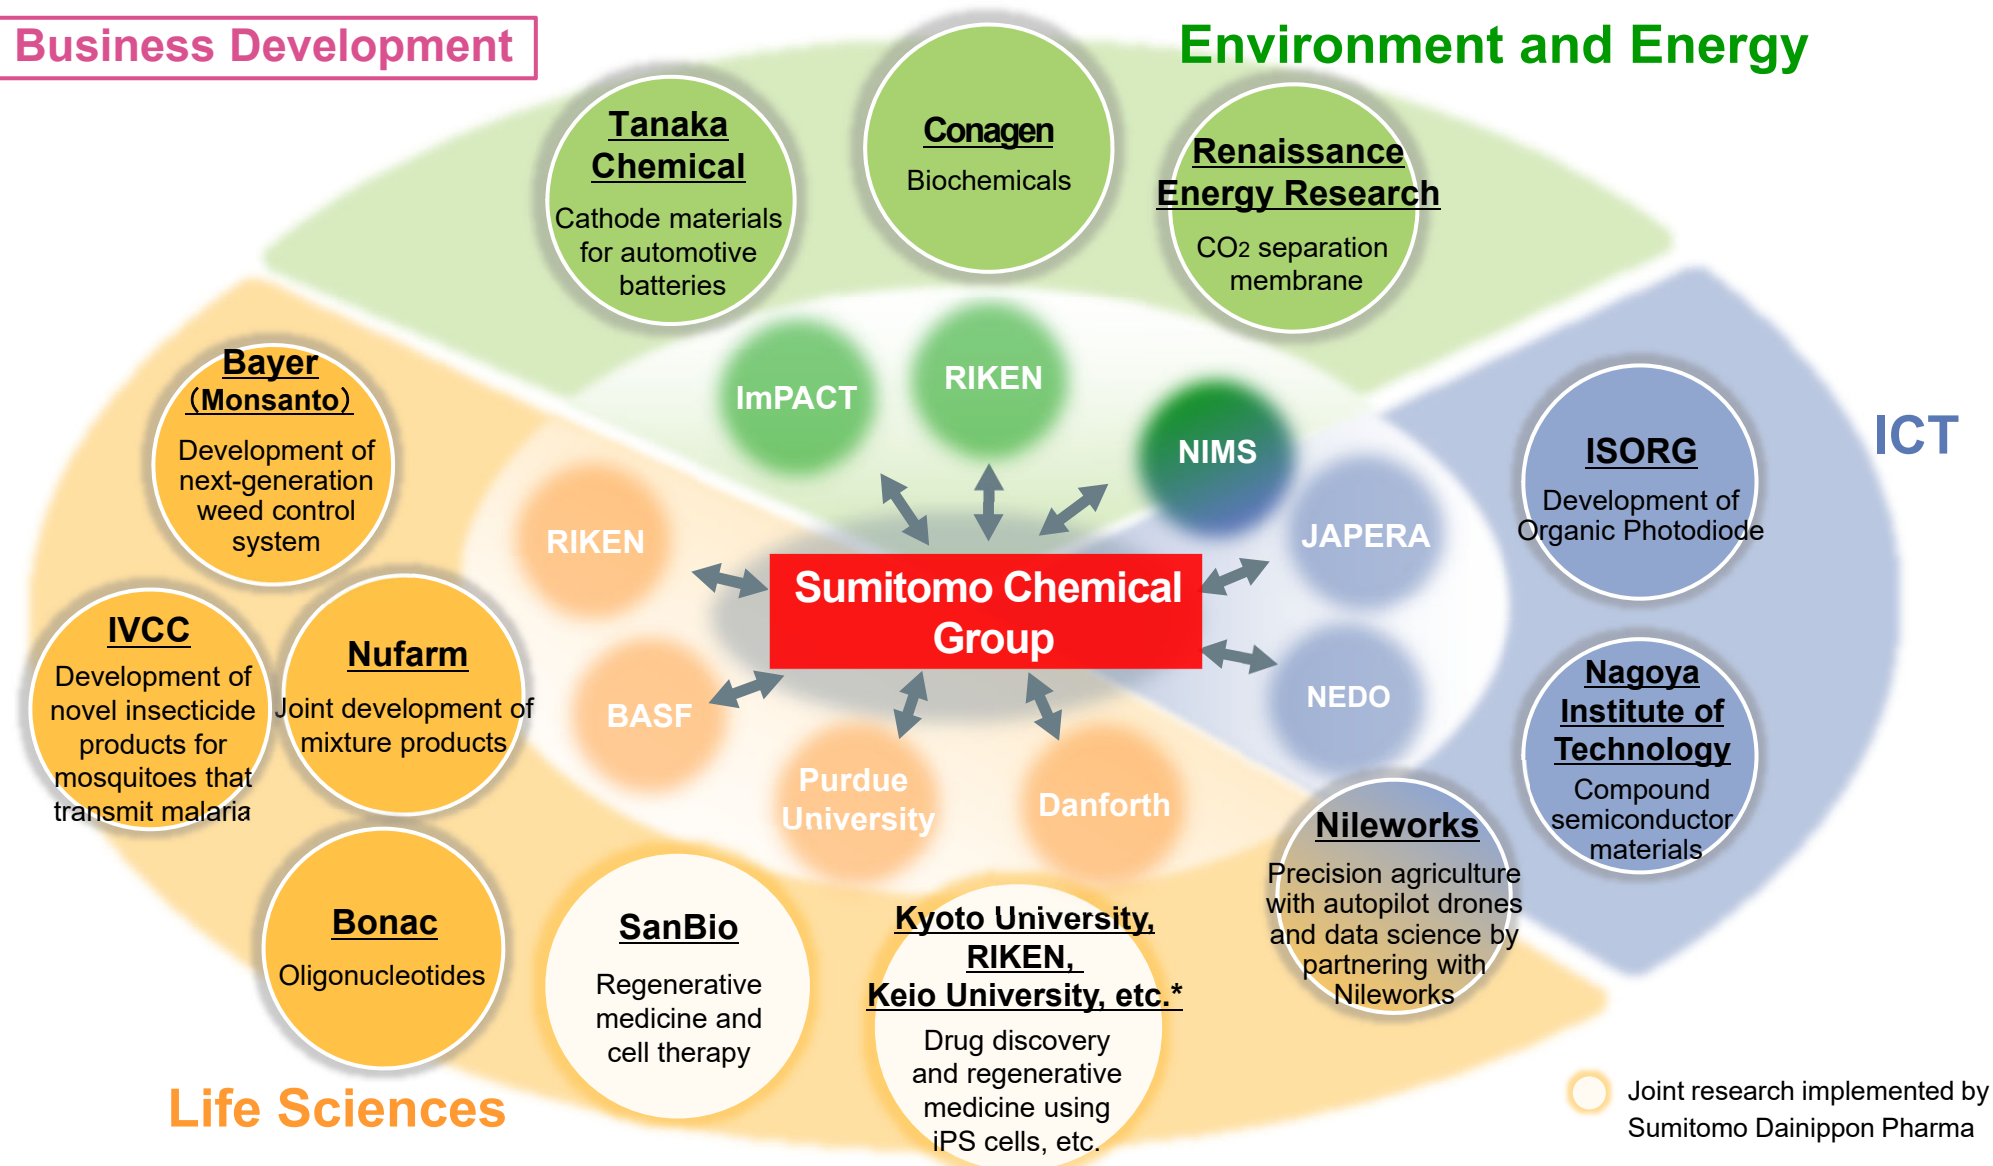 Business Development
Environment and Energy
Tanaka
Chemical
Cathode materials
for automotive
batteries
Conagen
Biochemicals
Renaissance
Energy Research
CO2 separation
membrane
ImPACT
RIKEN
NIMS
Bayer
（Monsanto）
Development of
next-generation
weed control
system
ICT
ISORG
Development of
Organic Photodiode
RIKEN
JAPERA
Sumitomo Chemical
Group
IVCC
Development of
novel insecticide
products for
mosquitoes that
transmit malaria
Nufarm
Joint development of
mixture products
BASF
NEDO
Nagoya
Institute of
Technology
Compound
semiconductor
materials
Purdue
University
Danforth
Nileworks
Precision agriculture
with autopilot drones
and data science by
partnering with
Nileworks
Bonac
Oligonucleotides
SanBio
Regenerative
medicine and
cell therapy
Kyoto University,
RIKEN,
Keio University, etc.*
Drug discovery
and regenerative
medicine using
iPS cells, etc.
Life Sciences
Joint research implemented by
Sumitomo Dainippon Pharma